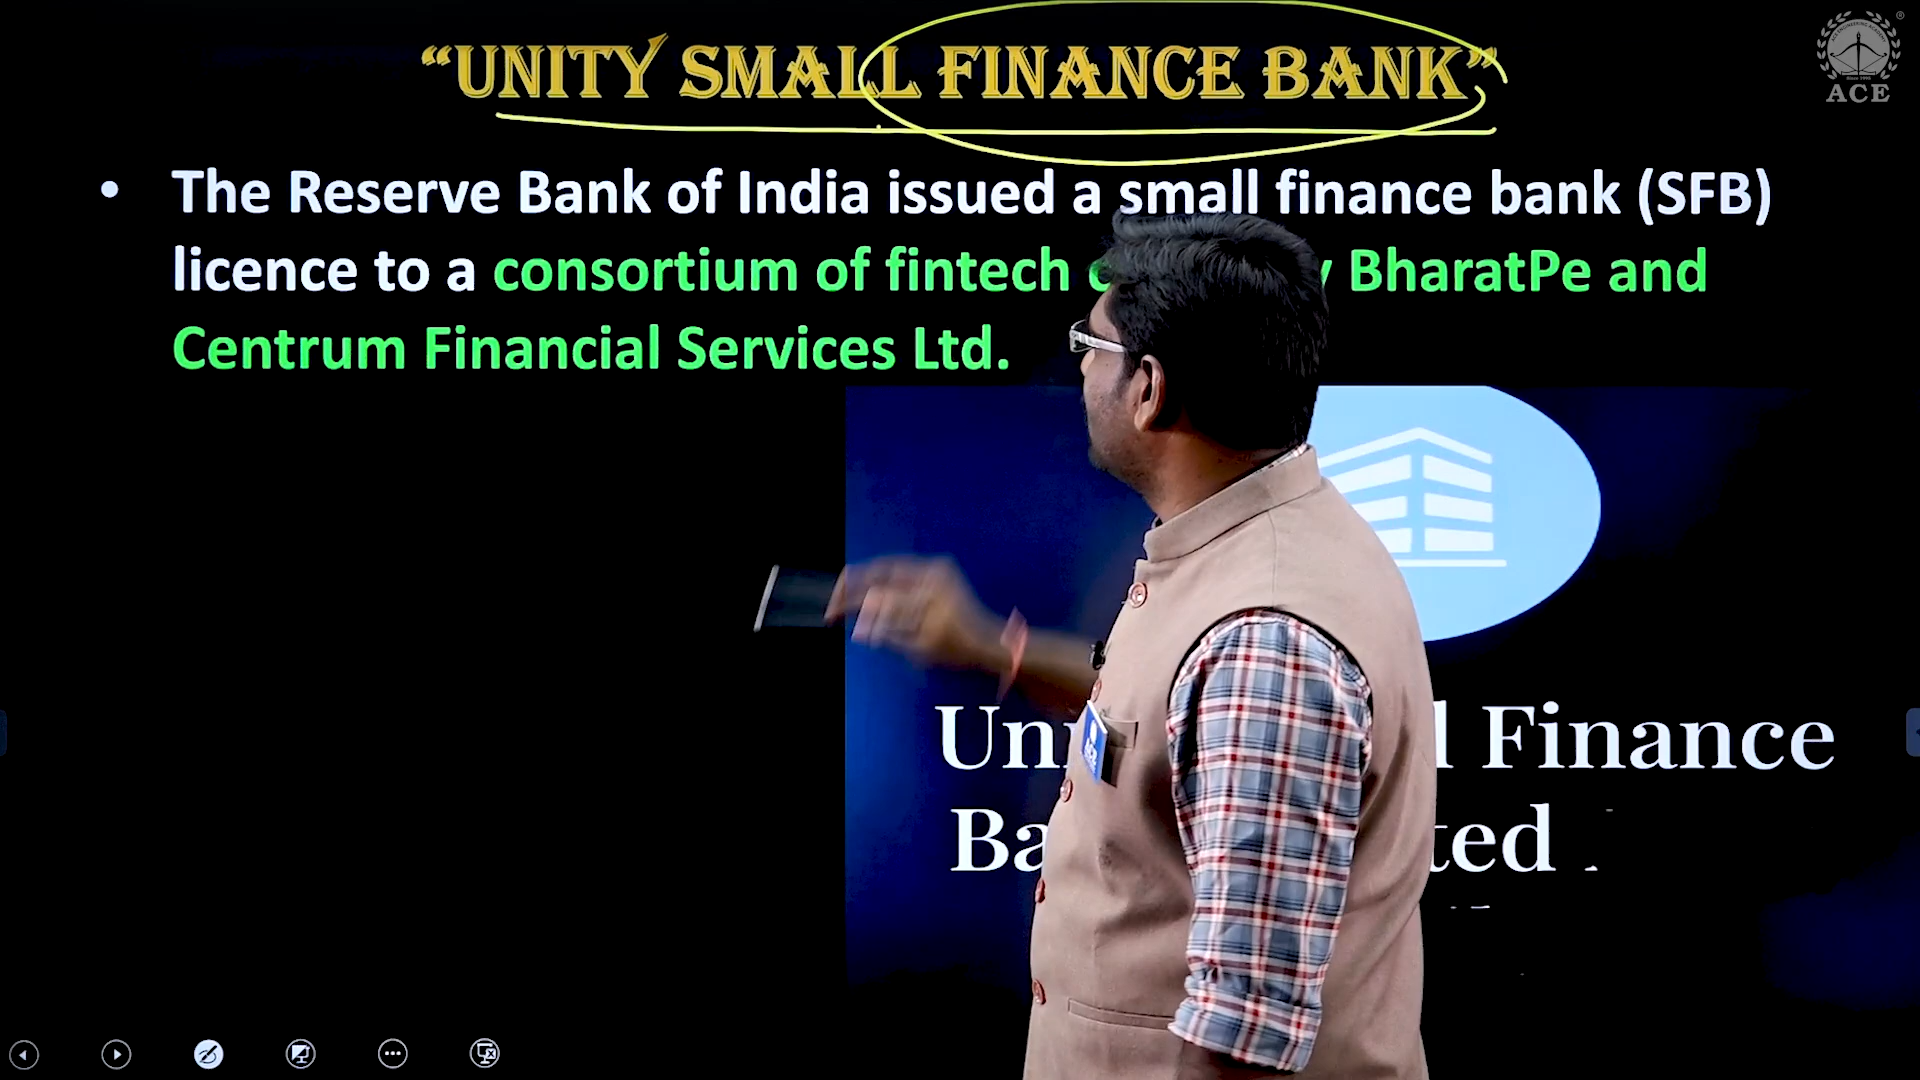 “UNITY SMALL FINANCE BANK”
ACE
• The Reserve Bank of India issued a small finance bank (SFB)
licence to a consortium of fintech BharatPe and
Centrum Financial Services Ltd.
Finance